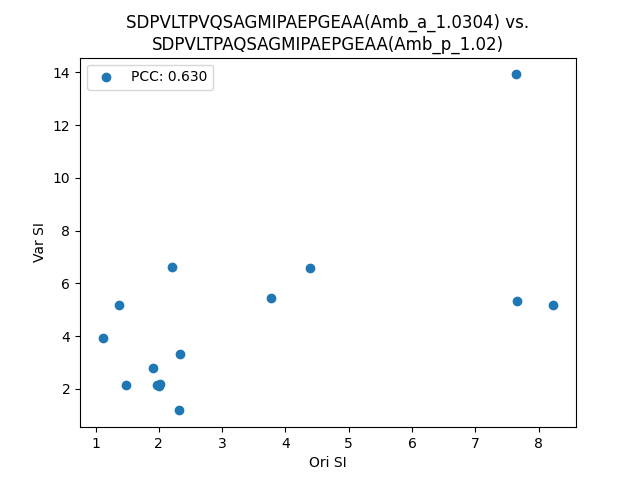 SDPVLTPVQSAGMIPAEPGEAA(Amb_a_1.0304) vs.
SDPVLTPAQSAGMIPAEPGEAA(Amb_p_1.02)
PCC: 0.630
14
12
10
8
6
4
2
Var SI
1 2 3 4 5 6 7 8
Ori SI